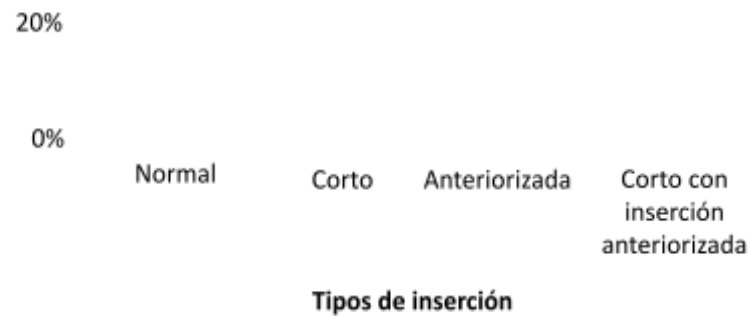 20%
0%
Normal
Corto
Anteriorizada
Corto con
inserción
anteriorizada
Tipos de inserción